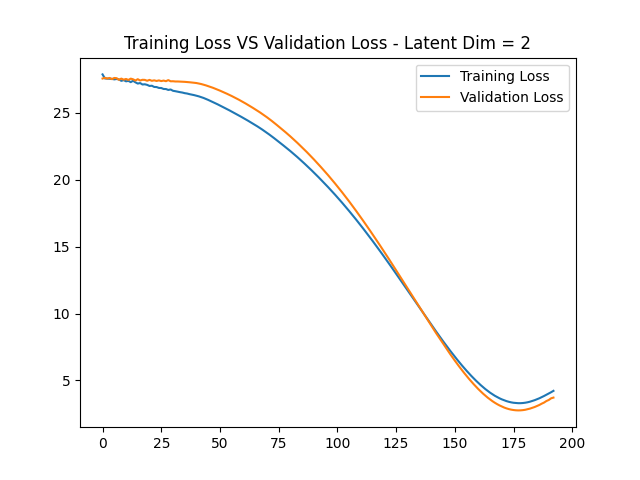 Training Loss VS Validation Loss - Latent Dim = 2
Training Loss
Validation Loss
25
20
15
10
5
0 25 50 75 100 125 150 175 200